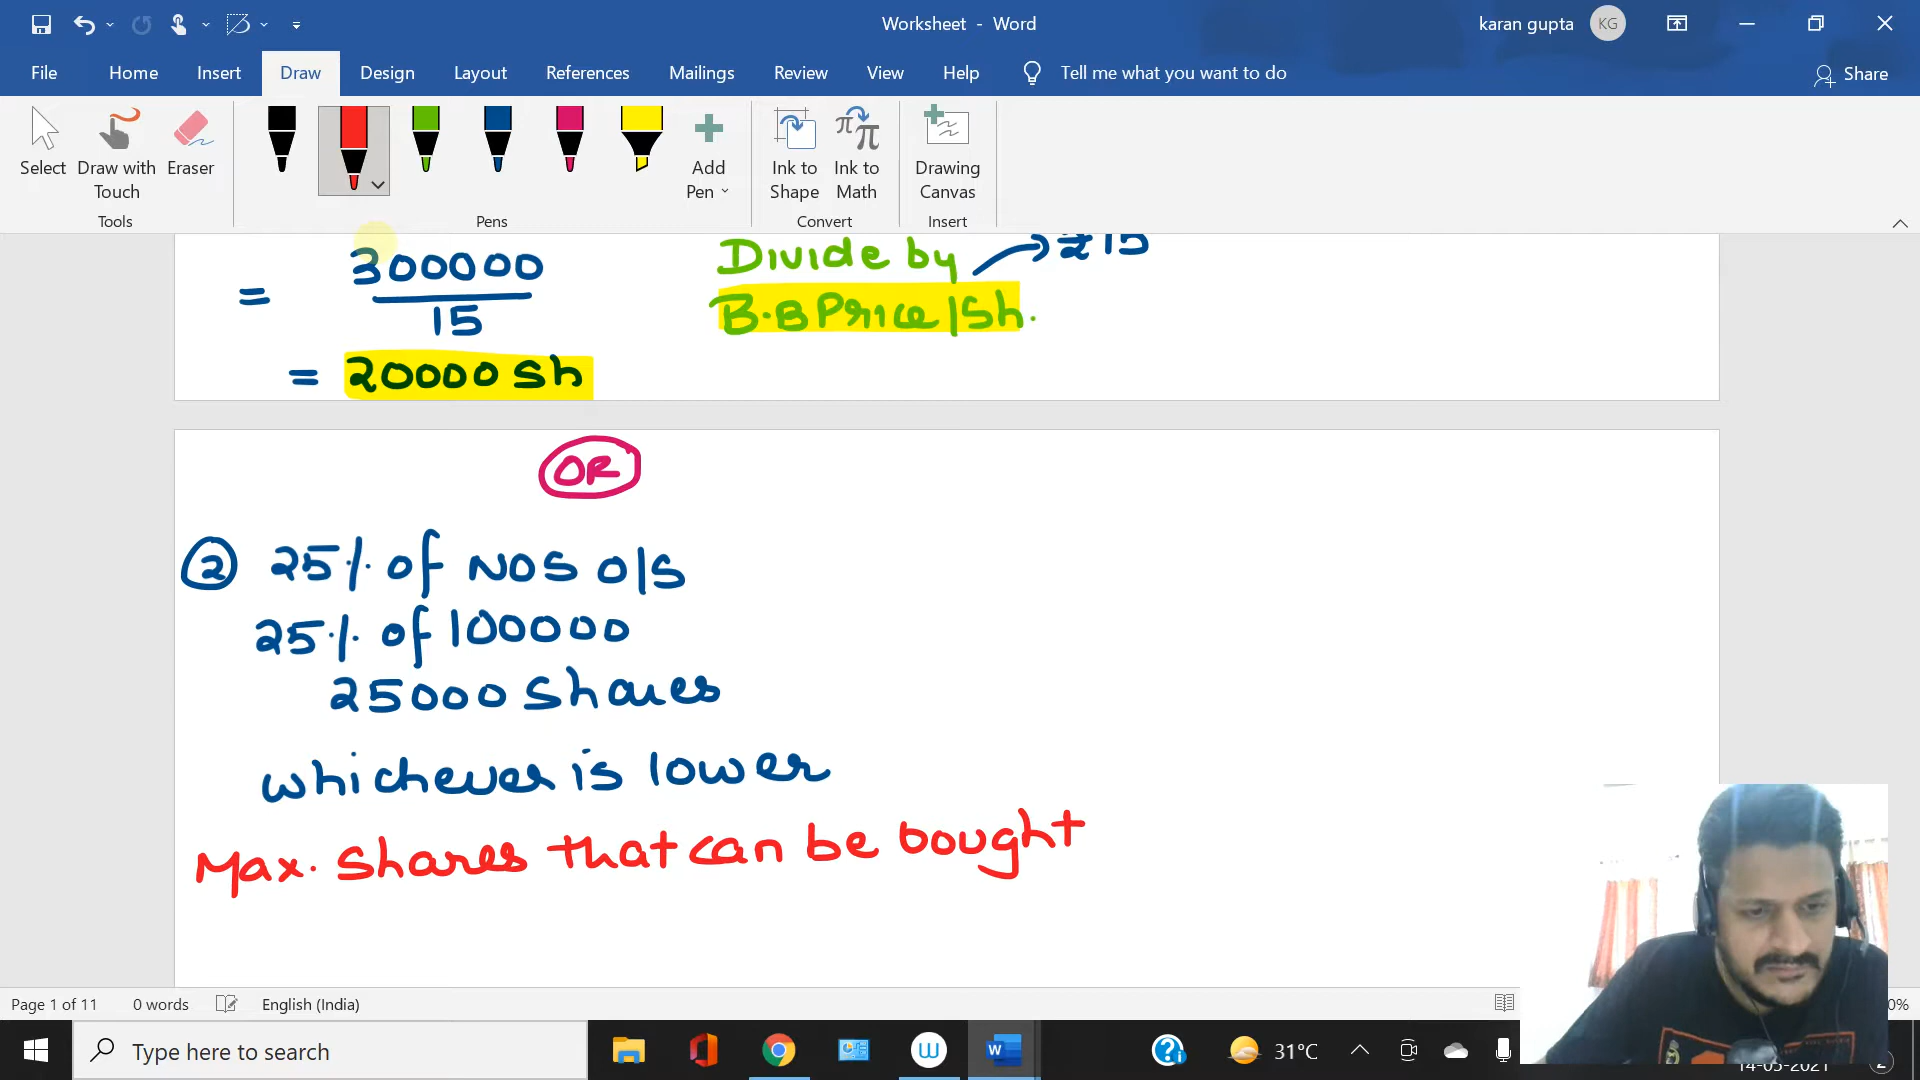 Worksheet - Word
karan gupta
KG
File
Home
Insert
Draw
Design
Layout
References
Mailings
Review
View
Help
Tell me what you want to do
Share
Select
Draw with Touch
Eraser
Add Pen
Ink to Shape
Ink to Math
Drawing Canvas
Tools
Pens
Convert
Insert
= 300000
15
= 20000 Sh
Divide by → ₹15
B.B Price/Sh.
OR
② 25% of NOS O/S
25% of 100000
25000 Shares
whichever is lower
Max. Shares that can be bought
Page 1 of 11
0 words
English (India)
0%
Type here to search
31°C